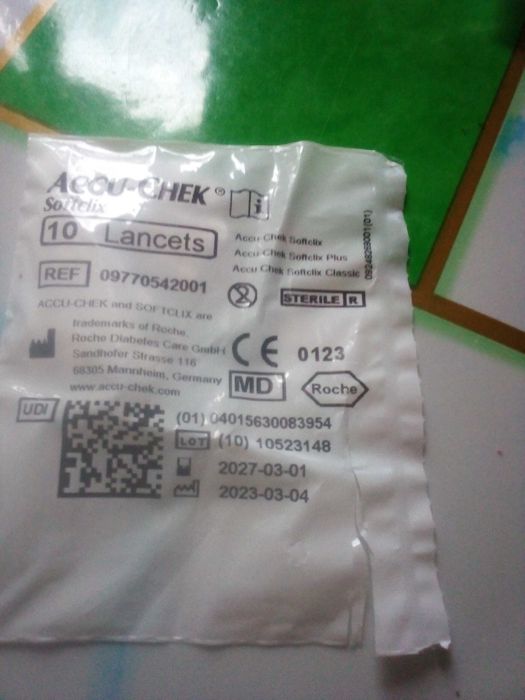 ACCU-CHEK®
Softclix
10 Lancets
Accu-Chek Softclix
Accu-Chek Softclix Plus
Accu-Chek Softclix Classic
REF 09770542001
STERILE R
ACCU-CHEK and SOFTCLIX are
trademarks of Roche.
Roche Diabetes Care GmbH
Sandhofer Strasse 116
68305 Mannheim, Germany
www.accu-chek.com
CE 0123
MD Roche
UDI
(01) 04015630083954
LOT (10) 10523148
2027-03-01
2023-03-04